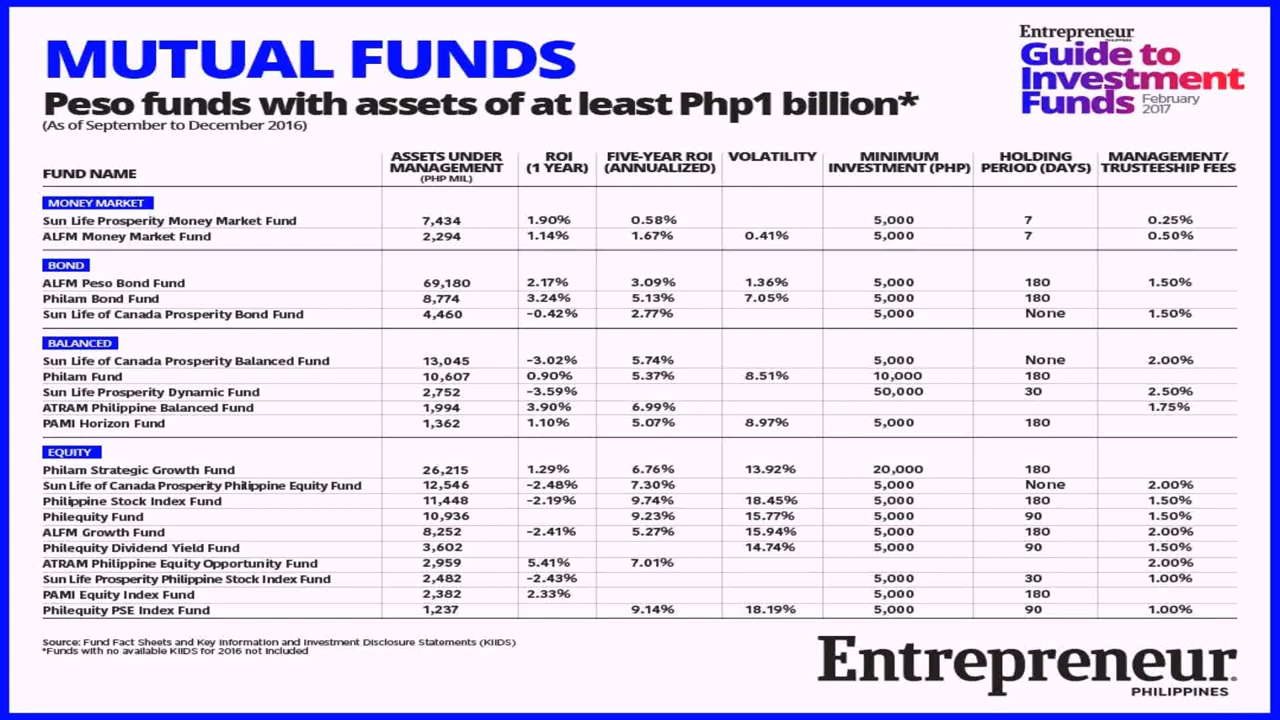 MUTUAL FUNDS
Peso funds with assets of at least Php1 billion*
(As of September to December 2016)
Entrepreneur
PHILIPPINES
Guide to
Investment
Funds February
2017
FUND NAME
ASSETS UNDER MANAGEMENT (PHP MIL)
ROI (1 YEAR)
FIVE-YEAR ROI (ANNUALIZED)
VOLATILITY
MINIMUM INVESTMENT (PHP)
HOLDING PERIOD (DAYS)
MANAGEMENT/ TRUSTEESHIP FEES
MONEY MARKET
Sun Life Prosperity Money Market Fund 7,434 1.90% 0.58% 5,000 7 0.25%
ALFM Money Market Fund 2,294 1.14% 1.67% 0.41% 5,000 7 0.50%
BOND
ALFM Peso Bond Fund 69,180 2.17% 3.09% 1.36% 5,000 180 1.50%
Philam Bond Fund 8,774 3.24% 5.13% 7.05% 5,000 180
Sun Life of Canada Prosperity Bond Fund 4,460 -0.42% 2.77% 5,000 None 1.50%
BALANCED
Sun Life of Canada Prosperity Balanced Fund 13,045 -3.02% 5.74% 5,000 None 2.00%
Philam Fund 10,607 0.90% 5.37% 8.51% 10,000 180
Sun Life Prosperity Dynamic Fund 2,752 -3.59% 50,000 30 2.50%
ATRAM Philippine Balanced Fund 1,994 3.90% 6.99% 1.75%
PAMI Horizon Fund 1,362 1.10% 5.07% 8.97% 5,000 180
EQUITY
Philam Strategic Growth Fund 26,215 1.29% 6.76% 13.92% 20,000 180
Sun Life of Canada Prosperity Philippine Equity Fund 12,546 -2.48% 7.30% 5,000 None 2.00%
Philippine Stock Index Fund 11,448 -2.19% 9.74% 18.45% 5,000 180 1.50%
Philequity Fund 10,936 9.23% 15.77% 5,000 90 1.50%
ALFM Growth Fund 8,252 -2.41% 5.27% 15.94% 5,000 180 2.00%
Philequity Dividend Yield Fund 3,602 14.74% 5,000 90 1.50%
ATRAM Philippine Equity Opportunity Fund 2,959 5.41% 7.01% 2.00%
Sun Life Prosperity Philippine Stock Index Fund 2,482 -2.43% 5,000 30 1.00%
PAMI Equity Index Fund 2,382 2.33% 5,000 180
Philequity PSE Index Fund 1,237 9.14% 18.19% 5,000 90 1.00%
Source: Fund Fact Sheets and Key Information and Investment Disclosure Statements (KIIDS)
*Funds with no available KIIDS for 2016 not included
Entrepreneur.
PHILIPPINES